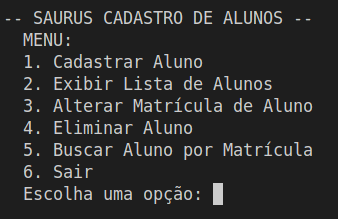 -- SAURUS CADASTRO DE ALUNOS --
MENU:
1. Cadastrar Aluno
2. Exibir Lista de Alunos
3. Alterar Matrícula de Aluno
4. Eliminar Aluno
5. Buscar Aluno por Matrícula
6. Sair
Escolha uma opção: